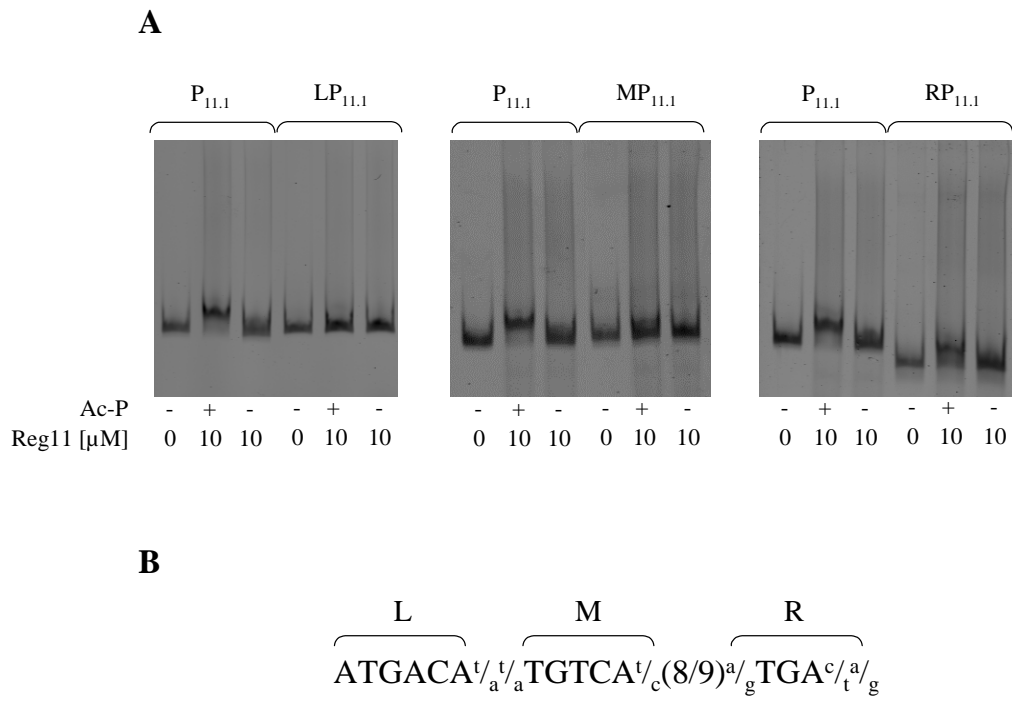 A
P11.1 LP11.1 P11.1 MP11.1 P11.1 RP11.1
Ac-P - + - - + - - + - - + - - + - - + -
Reg11 [µM] 0 10 10 0 10 10 0 10 10 0 10 10 0 10 10 0 10 10
B
L M R
ATGACAt/at/aTGTCAt/c(8/9)a/gTGAc/ta/g